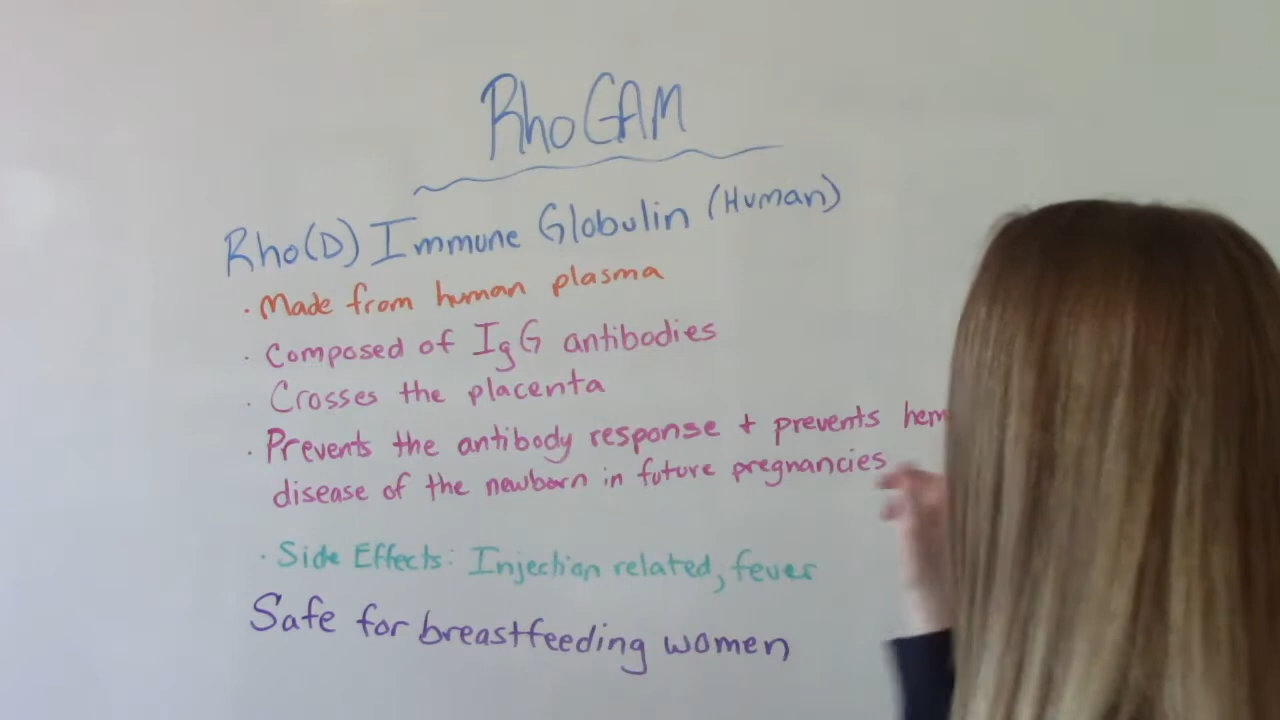 RhoGAM
Rho(D) Immune Globulin (Human)
· Made from human plasma
· Composed of IgG antibodies
· Crosses the placenta
· Prevents the antibody response + prevents hem
disease of the newborn in future pregnancies
· Side Effects: Injection related, fever
Safe for breastfeeding women